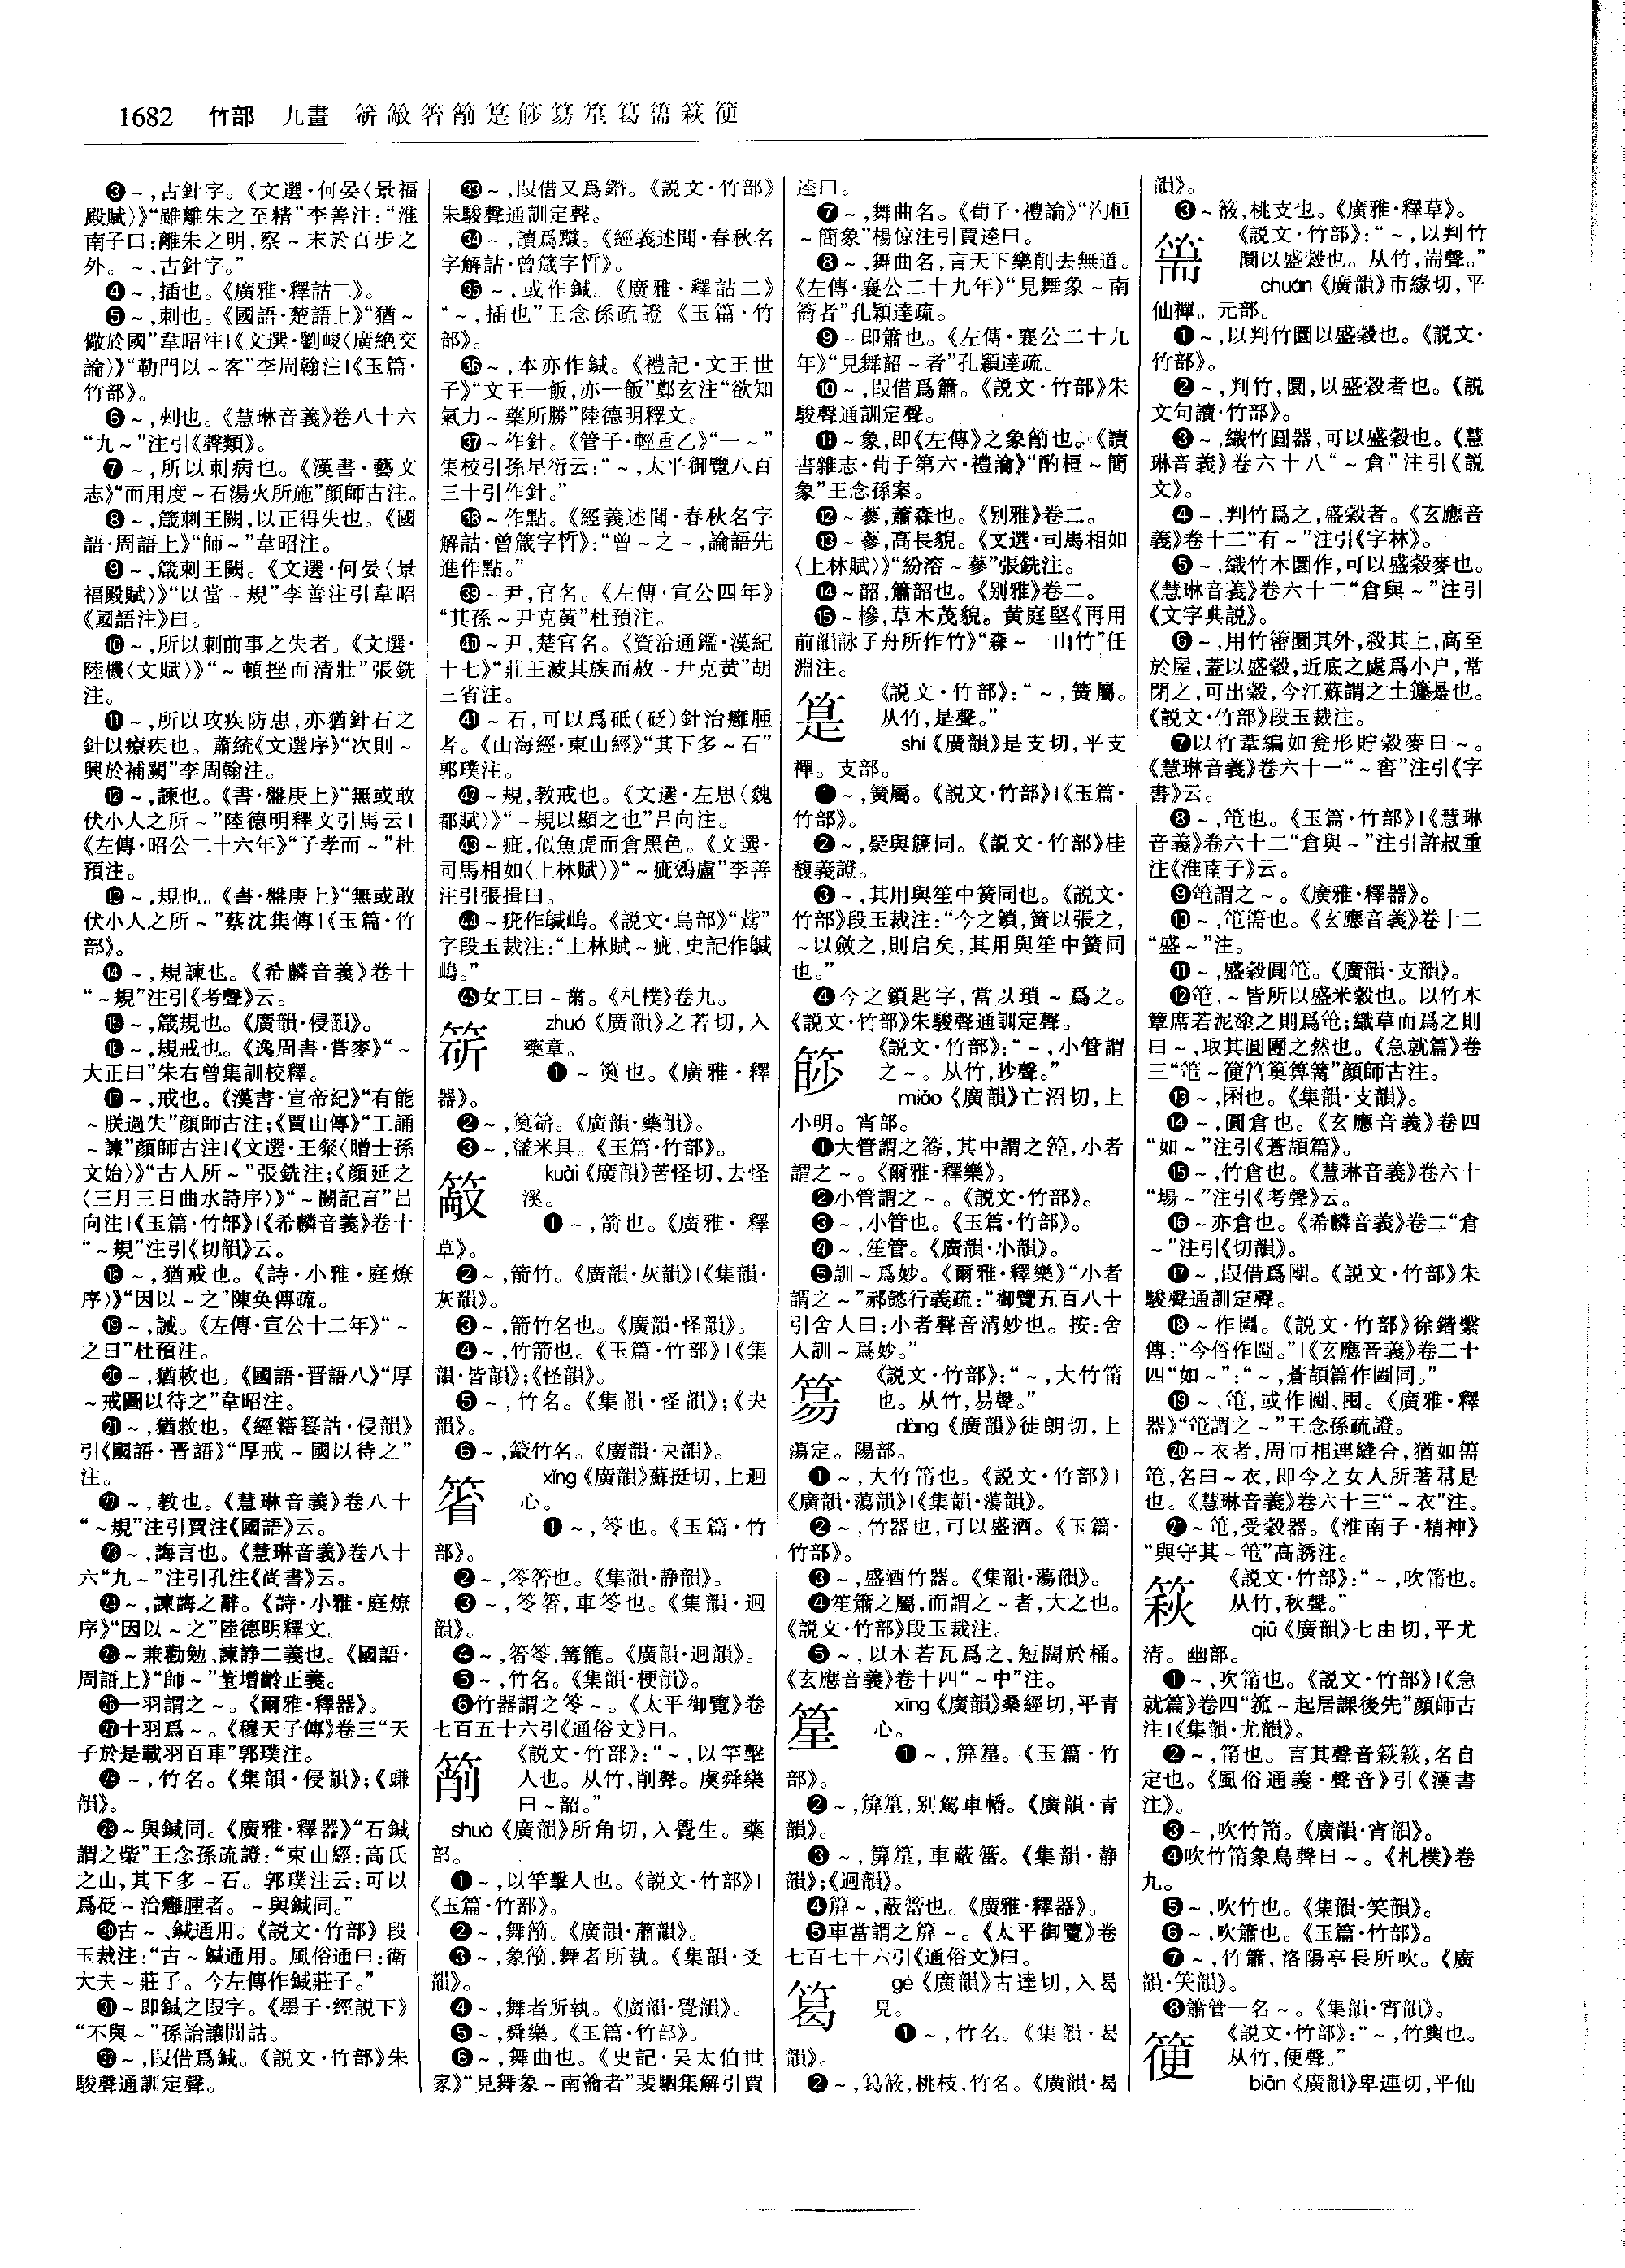 1682 竹部 九畫 䉡籔箵箾筳篎簜篂䈓篅萩箯
❸～,古針字。《文選·何晏〈景福
殿賦〉》“雖離朱之至精”李善注:“淮
南子曰:離朱之明,察～末於百步之
外。～,古針字。”
❹～,插也。《廣雅·釋詁二》。
❺～,刺也。《國語·楚語上》“猶～
儆於國”韋昭注|《文選·劉峻〈廣絶交
論〉》“勒門以～客”李周翰注|《玉篇·
竹部》。
❻～,刿也。《慧琳音義》卷八十六
“九～”注引《聲類》。
❼～,所以刺病也。《漢書·藝文
志》“而用度～石湯火所施”顔師古注。
❽～,箴刺王闕,以正得失也。《國
語·周語上》“師～”韋昭注。
❾～,箴刺王闕。《文選·何晏〈景
福殿賦〉》“以當～規”李善注引韋昭
《國語注》曰。
❿～,所以刺前事之失者。《文選·
陸機〈文賦〉》“～頓挫而清壯”張銑
注。
⓫～,所以攻疾防患,亦猶針石之
針以療疾也。蕭統《文選序》“次則～
興於補闕”李周翰注。
⓬～,諫也。《書·盤庚上》“無或敢
伏小人之所～”陸德明釋文引馬云|
《左傳·昭公二十六年》“子孝而～”杜
預注。
⓭～,規也。《書·盤庚上》“無或敢
伏小人之所～”蔡沈集傳|《玉篇·竹
部》。
⓮～,規諫也。《希麟音義》卷十
“～規”注引《考聲》云。
⓯～,箴規也。《廣韻·侵韻》。
⓰～,規戒也。《逸周書·嘗麥》“～
大正曰”朱右曾集訓校釋。
⓱～,戒也。《漢書·宣帝紀》“有能
～朕過失”顔師古注;《賈山傳》“工誦
～諫”顔師古注|《文選·王粲〈贈士孫
文始〉》“古人所～”張銑注;《顔延之
〈三月三日曲水詩序〉》“～闕記言”呂
向注|《玉篇·竹部》|《希麟音義》卷十
“～規”注引《切韻》云。
⓲～,猶戒也。《詩·小雅·庭燎
序》》“因以～之”陳奂傳疏。
⓳～,誡。《左傳·宣公十二年》“～
之曰”杜預注。
⓴～,猶敕也。《國語·晋語八》“厚
～戒圖以待之”韋昭注。
㉑～,猶救也。《經籍籑詁·侵韻》
引《國語·晋語》“厚戒～國以待之”
注。
㉒～,教也。《慧琳音義》卷八十
“～規”注引賈注《國語》云。
㉓～,誨言也。《慧琳音義》卷八十
六“九～”注引孔注《尚書》云。
㉔～,諫誨之辭。《詩·小雅·庭燎
序》“因以～之”陸德明釋文。
㉕～兼勸勉、諫諍二義也。《國語·
周語上》“師～”董增齡正義。
㉖一羽謂之～。《爾雅·釋器》。
㉗十羽爲～。《穆天子傳》卷三“天
子於是載羽百車”郭璞注。
㉘～,竹名。《集韻·侵韻》;《鹽
韻》。
㉙～與鍼同。《廣雅·釋器》“石鍼
謂之策”王念孫疏證:“東山經:高氏
之山,其下多～石。郭璞注云:可以
爲砭～治癰腫者。～與鍼同。”
㉚古～、鍼通用。《説文·竹部》段
玉裁注:“古～鍼通用。風俗通曰:衛
大夫～莊子。今左傳作鍼莊子。”
㉛～即鍼之叚字。《墨子·經説下》
“不與～”孫詒讓閒詁。
㉜～,叚借爲鍼。《説文·竹部》朱
駿聲通訓定聲。
㉝～,叚借又爲鐕。《説文·竹部》
朱駿聲通訓定聲。
㉞～,讀爲黬。《經義述聞·春秋名
字解詁·曾箴字晳》。
㉟～,或作鍼。《廣雅·釋詁二》
“～,插也”王念孫疏證|《玉篇·竹
部》。
㊱～,本亦作鍼。《禮記·文王世
子》“文王一飯,亦一飯”鄭玄注“欲知
氣力～藥所勝”陸德明釋文。
㊲～作針。《管子·輕重乙》“一～”
集校引孫星衍云:“～,太平御覽八百
三十引作針。”
㊳～作點。《經義述聞·春秋名字
解詁·曾箴字晳》:“曾～之～,論語先
進作點。”
㊴～尹,官名。《左傳·宣公四年》
“其孫～尹克黄”杜預注。
㊵～尹,楚官名。《資治通鑑·漢紀
十七》“莊王滅其族而赦～尹克黄”胡
三省注。
㊶～石,可以爲砥(砭)針治癰腫
者。《山海經·東山經》“其下多～石”
郭璞注。
㊷～規,教戒也。《文選·左思〈魏
都賦〉》“～規以顯之也”呂向注。
㊸～疵,似魚虎而倉黑色。《文選·
司馬相如〈上林賦〉》“～疵鵁盧”李善
注引張揖曰。
㊹～疵作鰄鴜。《説文·鳥部》“鴜”
字段玉裁注:“上林賦～疵,史記作鰄
鴜。”
㊺女工曰～黹。《札樸》卷九。
䉡 zhuó《廣韻》之若切,入
藥章。
❶～,䈰也。《廣雅·釋
器》。
❷～,䈰䉡。《廣韻·藥韻》。
❸～,漉米具。《玉篇·竹部》。
kuài《廣韻》苦怪切,去怪
溪。
❶～,箭也。《廣雅·釋
草》。
❷～,箭竹。《廣韻·灰韻》|《集韻·
灰韻》。
❸～,箭竹名也。《廣韻·怪韻》。
❹～,竹箭也。《玉篇·竹部》|《集
韻·皆韻》;《怪韻》。
❺～,竹名。《集韻·怪韻》;《夬
韻》。
❻～,䈛竹名。《廣韻·夬韻》。
箵 xǐng《廣韻》蘇挺切,上迥
心。
❶～,笭也。《玉篇·竹
部》。
❷～,笭箵也。《集韻·静韻》。
❸～,笭箵,車笭也。《集韻·迥
韻》。
❹～,箵笭,篝籠。《廣韻·迥韻》。
❺～,竹名。《集韻·梗韻》。
❻竹器謂之笭～。《太平御覽》卷
七百五十六引《通俗文》曰。
箾 《説文·竹部》:“～,以竿擊
人也。从竹,削聲。虞舜樂
曰～韶。”
shuò《廣韻》所角切,入覺生。藥
部。
❶～,以竿擊人也。《説文·竹部》|
《玉篇·竹部》。
❷～,舞箾。《廣韻·蕭韻》。
❸～,象箾,舞者所執。《集韻·爻
韻》。
❹～,舞者所執。《廣韻·覺韻》。
❺～,舜樂。《玉篇·竹部》。
❻～,舞曲也。《史記·吴太伯世
家》“見舞象～南籥者”裴駰集解引賈
逵曰。
❼～,舞曲名。《荀子·禮論》“汋桓
～簡象”楊倞注引賈逵曰。
❽～,舞曲名,言天下樂削去無道。
《左傳·襄公二十九年》“見舞象～南
籥者”孔穎達疏。
❾～即簫也。《左傳·襄公二十九
年》“見舞韶～者”孔穎達疏。
❿～,叚借爲簫。《説文·竹部》朱
駿聲通訓定聲。
⓫～象,即《左傳》之象箾也。《讀
書雜志·荀子第六·禮論》“酌桓～簡
象”王念孫案。
⓬～蔘,蕭森也。《别雅》卷二。
⓭～蔘,高長貌。《文選·司馬相如
〈上林賦〉》“紛溶～蔘”張銑注。
⓮～韶,簫韶也。《别雅》卷二。
⓯～槮,草木茂貌。黄庭堅《再用
前韻詠子舟所作竹》“森～一山竹”任
淵注。
《説文·竹部》:“～,簧屬。
从竹,是聲。”
shí《廣韻》是支切,平支
禪。支部。
❶～,簧屬。《説文·竹部》|《玉篇·
竹部》。
❷～,疑與篪同。《説文·竹部》桂
馥義證。
❸～,其用與笙中簧同也。《説文·
竹部》段玉裁注:“今之鎖,簧以張之,
～以斂之,則启矣,其用與笙中簧同
也。”
❹今之鎖匙字,當以瑣～爲之。
《説文·竹部》朱駿聲通訓定聲。
篎 《説文·竹部》:“～,小管謂
之～。从竹,眇聲。”
miǎo《廣韻》亡沼切,上
小明。宵部。
❶大管謂之簥,其中謂之篞,小者
謂之～。《爾雅·釋樂》。
❷小管謂之～。《説文·竹部》。
❸～,小管也。《玉篇·竹部》。
❹～,笙管。《廣韻·小韻》。
❺訓～爲妙。《爾雅·釋樂》“小者
謂之～”郝懿行義疏:“御覽五百八十
引舍人曰:小者聲音清妙也。按:舍
人訓～爲妙。”
《説文·竹部》:“～,大竹筩
也。从竹,昜聲。”
dàng《廣韻》徒朗切,上
蕩定。陽部。
❶～,大竹筩也。《説文·竹部》|
《廣韻·蕩韻》|《集韻·蕩韻》。
❷～,竹器也,可以盛酒。《玉篇·
竹部》。
❸～,盛酒竹器。《集韻·蕩韻》。
❹笙簫之屬,而謂之～者,大之也。
《説文·竹部》段玉裁注。
❺～,以木若瓦爲之,短闊於桶。
《玄應音義》卷十四“～中”注。
篂 xīng《廣韻》桑經切,平青
心。
❶～,箳篂。《玉篇·竹
部》。
❷～,箳篂,别駕車轓。《廣韻·青
韻》。
❸～,箳篂,車蔽簹。《集韻·静
韻》;《迥韻》。
❹箳～,蔽簹也。《廣雅·釋器》。
❺車當謂之箳～。《太平御覽》卷
七百七十六引《通俗文》曰。
gé《廣韻》古達切,入曷
見。
❶～,竹名。《集韻·曷
韻》。
❷～,䈓筱,桃枝,竹名。《廣韻·曷
韻》。
❸～筱,桃支也。《廣雅·釋草》。
篅 《説文·竹部》:“～,以判竹
圜以盛穀也。从竹,耑聲。”
chuán《廣韻》市緣切,平
仙禪。元部。
❶～,以判竹圜以盛穀也。《説文·
竹部》。
❷～,判竹,圜,以盛穀者也。《説
文句讀·竹部》。
❸～,織竹圓器,可以盛穀也。《慧
琳音義》卷六十八“～倉”注引《説
文》。
❹～,判竹爲之,盛穀者。《玄應音
義》卷十二“有～”注引《字林》。
❺～,織竹木圜作,可以盛穀麥也。
《慧琳音義》卷六十二“倉與～”注引
《文字典説》。
❻～,用竹䉛圜其外,殺其上,高至
於屋,蓋以盛穀,近底之處爲小户,常
閉之,可出穀,今江蘇謂之土籧是也。
《説文·竹部》段玉裁注。
❼以竹葦編如瓮形貯穀麥曰～。
《慧琳音義》卷六十一“～窖”注引《字
書》云。
❽～,笹也。《玉篇·竹部》|《慧琳
音義》卷六十二“倉與～”注引許叔重
注《淮南子》云。
❾笹謂之～。《廣雅·釋器》。
❿～,笹篅也。《玄應音義》卷十二
“盛～”注。
⓫～,盛穀圓笹。《廣韻·支韻》。
⓬笹、～皆所以盛米穀也。以竹木
簟席若泥塗之則爲笹;織草而爲之則
曰～,取其圓團之然也。《急就篇》卷
三“笹～篋筥䉛箅篝”顔師古注。
⓭～,囷也。《集韻·支韻》。
⓮～,圓倉也。《玄應音義》卷四
“如～”注引《蒼頡篇》。
⓯～,竹倉也。《慧琳音義》卷六十
“場～”注引《考聲》云。
⓰～亦倉也。《希麟音義》卷二“倉
～”注引《切韻》。
⓱～,叚借爲團。《説文·竹部》朱
駿聲通訓定聲。
⓲～作圌。《説文·竹部》徐鍇繫
傳:“今俗作圌。”|《玄應音義》卷二十
四“如～”:“～,蒼頡篇作圌同。”
⓳～、笹,或作圌、囤。《廣雅·釋
器》“笹謂之～”王念孫疏證。
⓴～衣者,周帀相連縫合,猶如篅
笹,名曰～衣,即今之女人所著帬是
也。《慧琳音義》卷六十三“～衣”注。
㉑～笹,受穀器。《淮南子·精神》
“與守其～笹”高誘注。
《説文·竹部》:“～,吹筩也。
从竹,秋聲。”
qiū《廣韻》七由切,平尤
清。幽部。
❶～,吹筩也。《説文·竹部》|《急
就篇》卷四“箛～起居課後先”顔師古
注|《集韻·尤韻》。
❷～,筩也。言其聲音篍篍,名自
定也。《風俗通義·聲音》引《漢書
注》。
❸～,吹竹筩。《廣韻·宵韻》。
❹吹竹筩象鳥聲曰～。《札樸》卷
九。
❺～,吹竹也。《集韻·笑韻》。
❻～,吹簫也。《玉篇·竹部》。
❼～,竹簫,洛陽亭長所吹。《廣
韻·笑韻》。
❽簫管一名～。《集韻·宵韻》。
箯 《説文·竹部》:“～,竹輿也。
从竹,便聲。”
biān《廣韻》卑連切,平仙